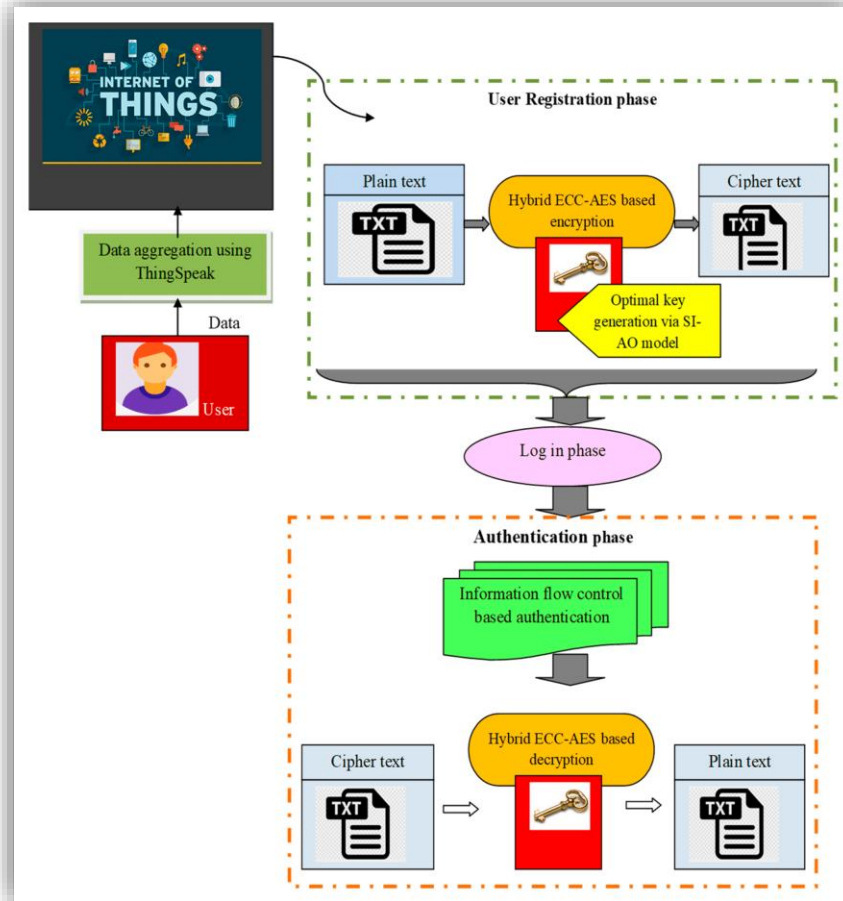 INTERNET OF
THINGS
User Registration phase
Plain text
TXT
Hybrid ECC-AES based
encryption
Cipher text
TXT
Optimal key
generation via SI-
AO model
Data aggregation using
ThingSpeak
Data
User
Log in phase
Authentication phase
Information flow control
based authentication
Cipher text
TXT
Hybrid ECC-AES based
decryption
Plain text
TXT